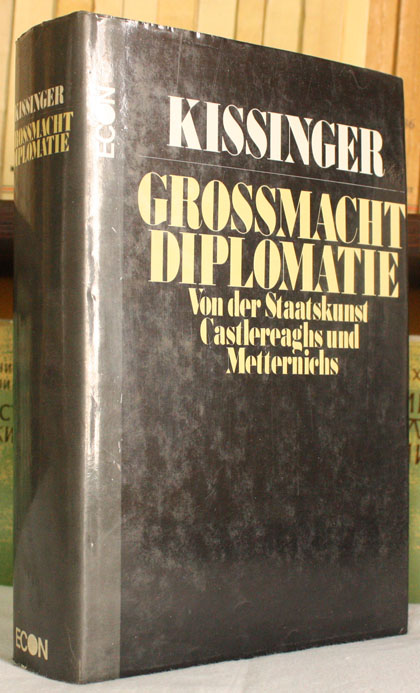 KISSINGER
GROSSMACHT
DIPLOMATIE
Von der Staatskunst
Castlereaghs und
Metternichs
ECON
KISSINGER
GROSSMACHT
DIPLOMATIE
ECON